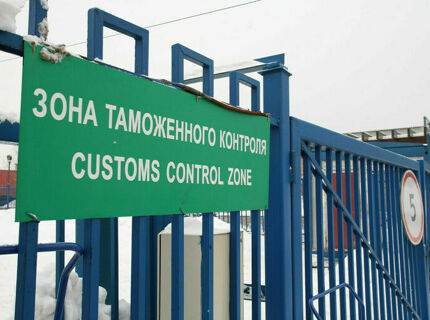 ЗОНА ТАМОЖЕННОГО КОНТРОЛЯ
CUSTOMS CONTROL ZONE
5